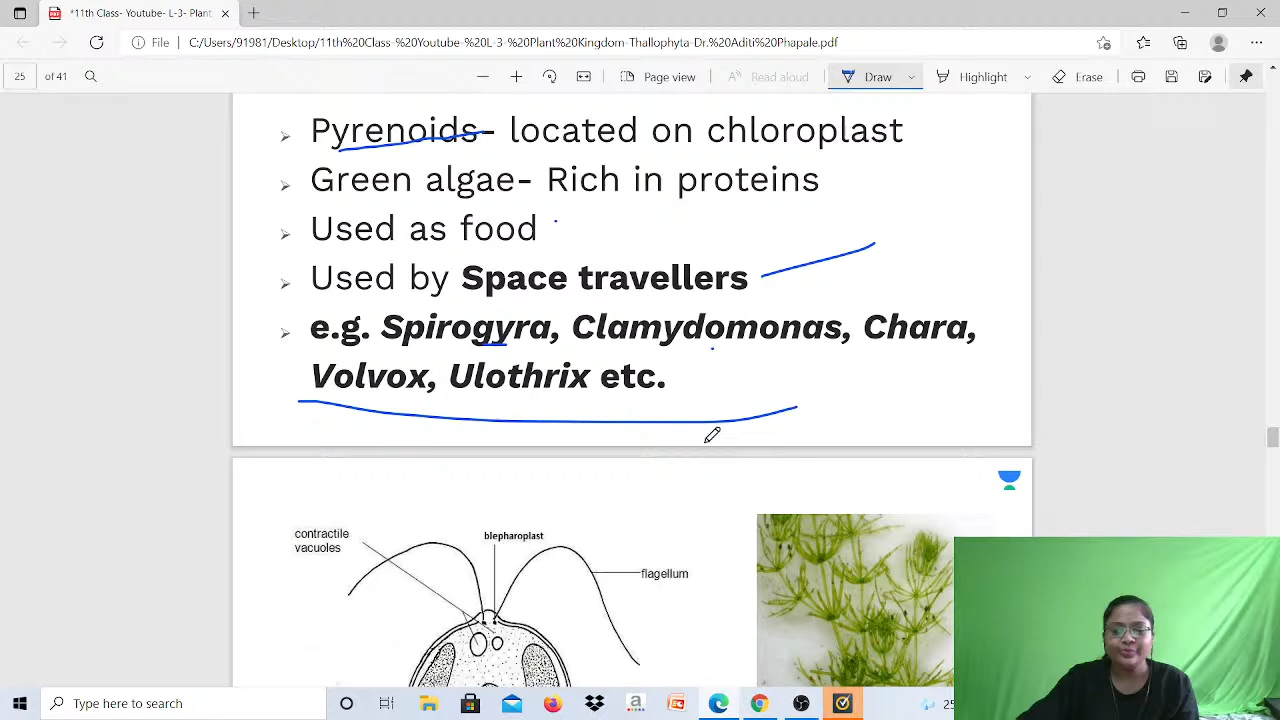 *11th Class- Youtube- L-3- Plant
File
C:/Users/91981/Desktop/11th%20Class-%20Youtube%20L-3%20Plant%20Kingdom-Thallophyta-Dr.%20Aditi%20Phapale.pdf
25 of 41
Page view
Read aloud
Draw
Highlight
Erase
Pyrenoids- located on chloroplast
Green algae- Rich in proteins
Used as food
Used by Space travellers
e.g. Spirogyra, Clamydomonas, Chara,
Volvox, Ulothrix etc.
contractile
vacuoles
blepharoplast
flagellum
Type here to search